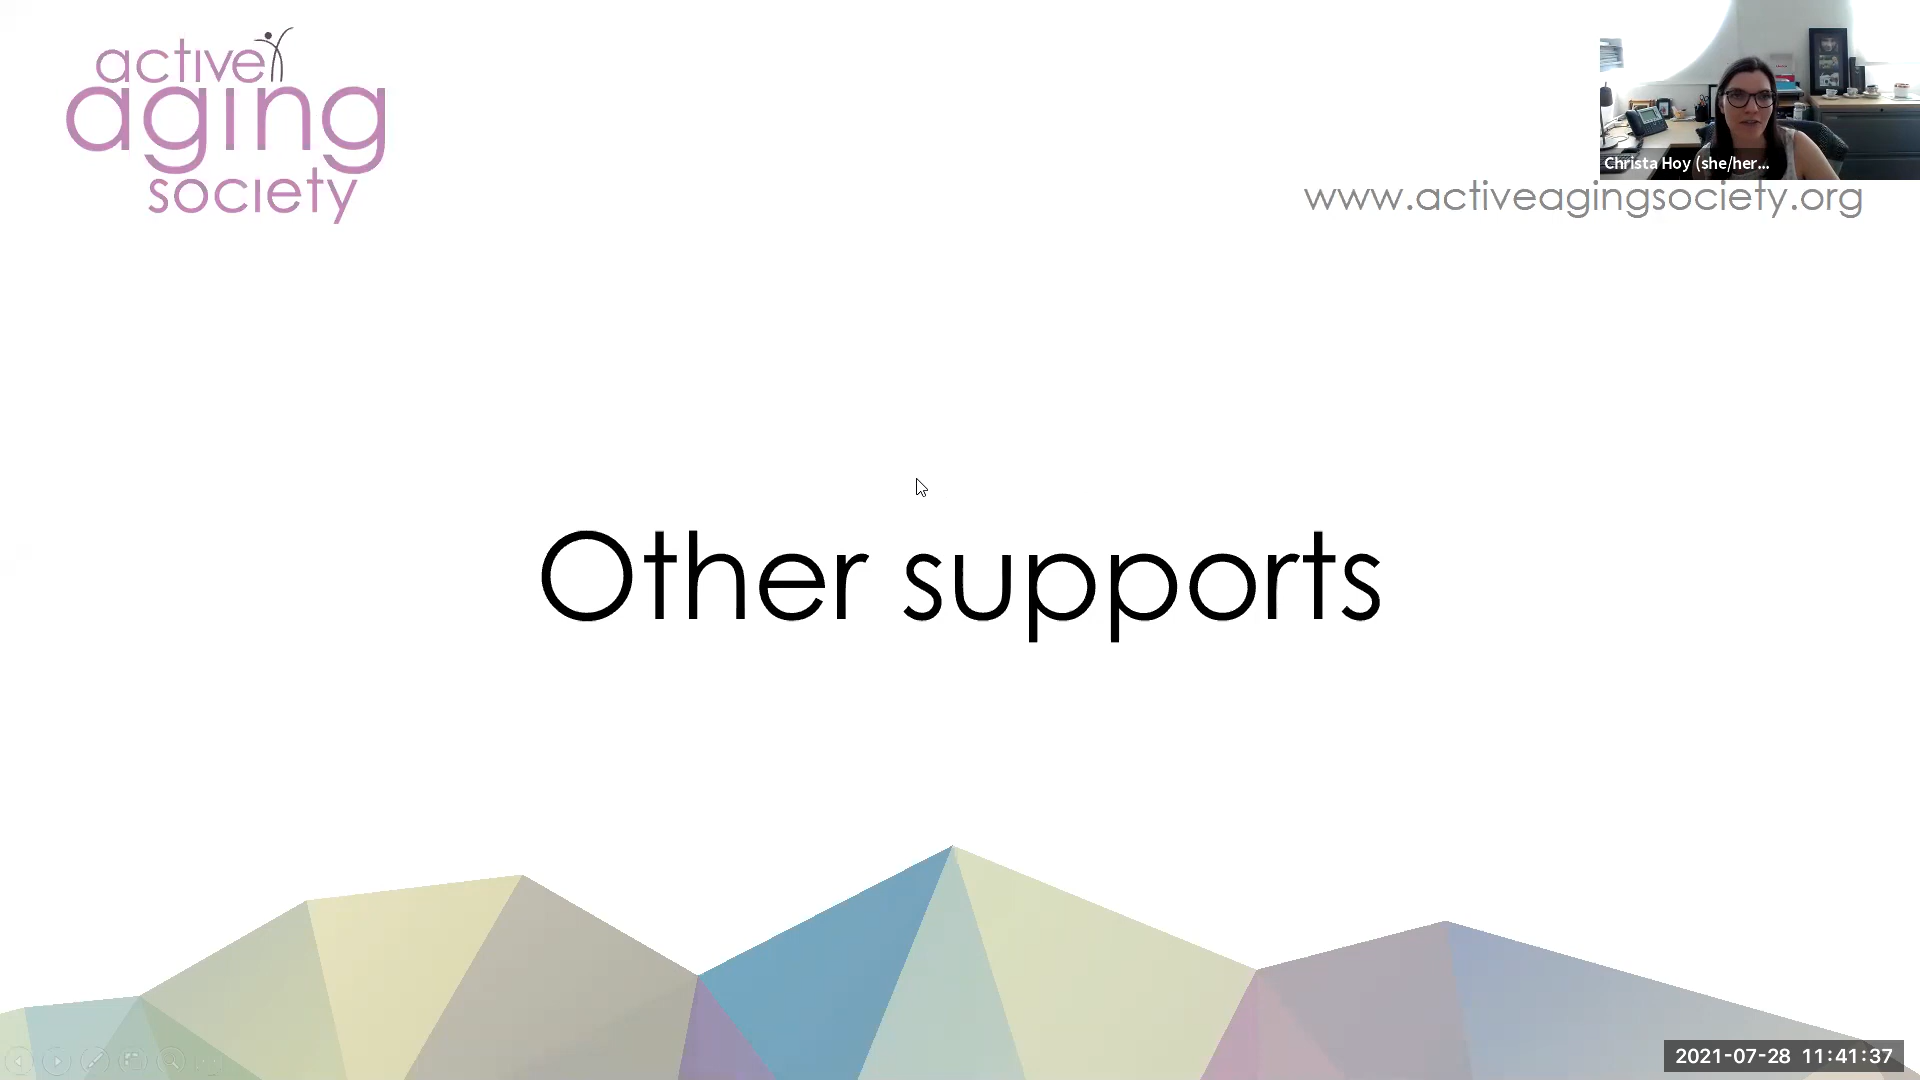 active
aging
society
Christa Hoy (she/her...
www.activeagingsociety.org
Other supports
2021-07-28 11:41:37